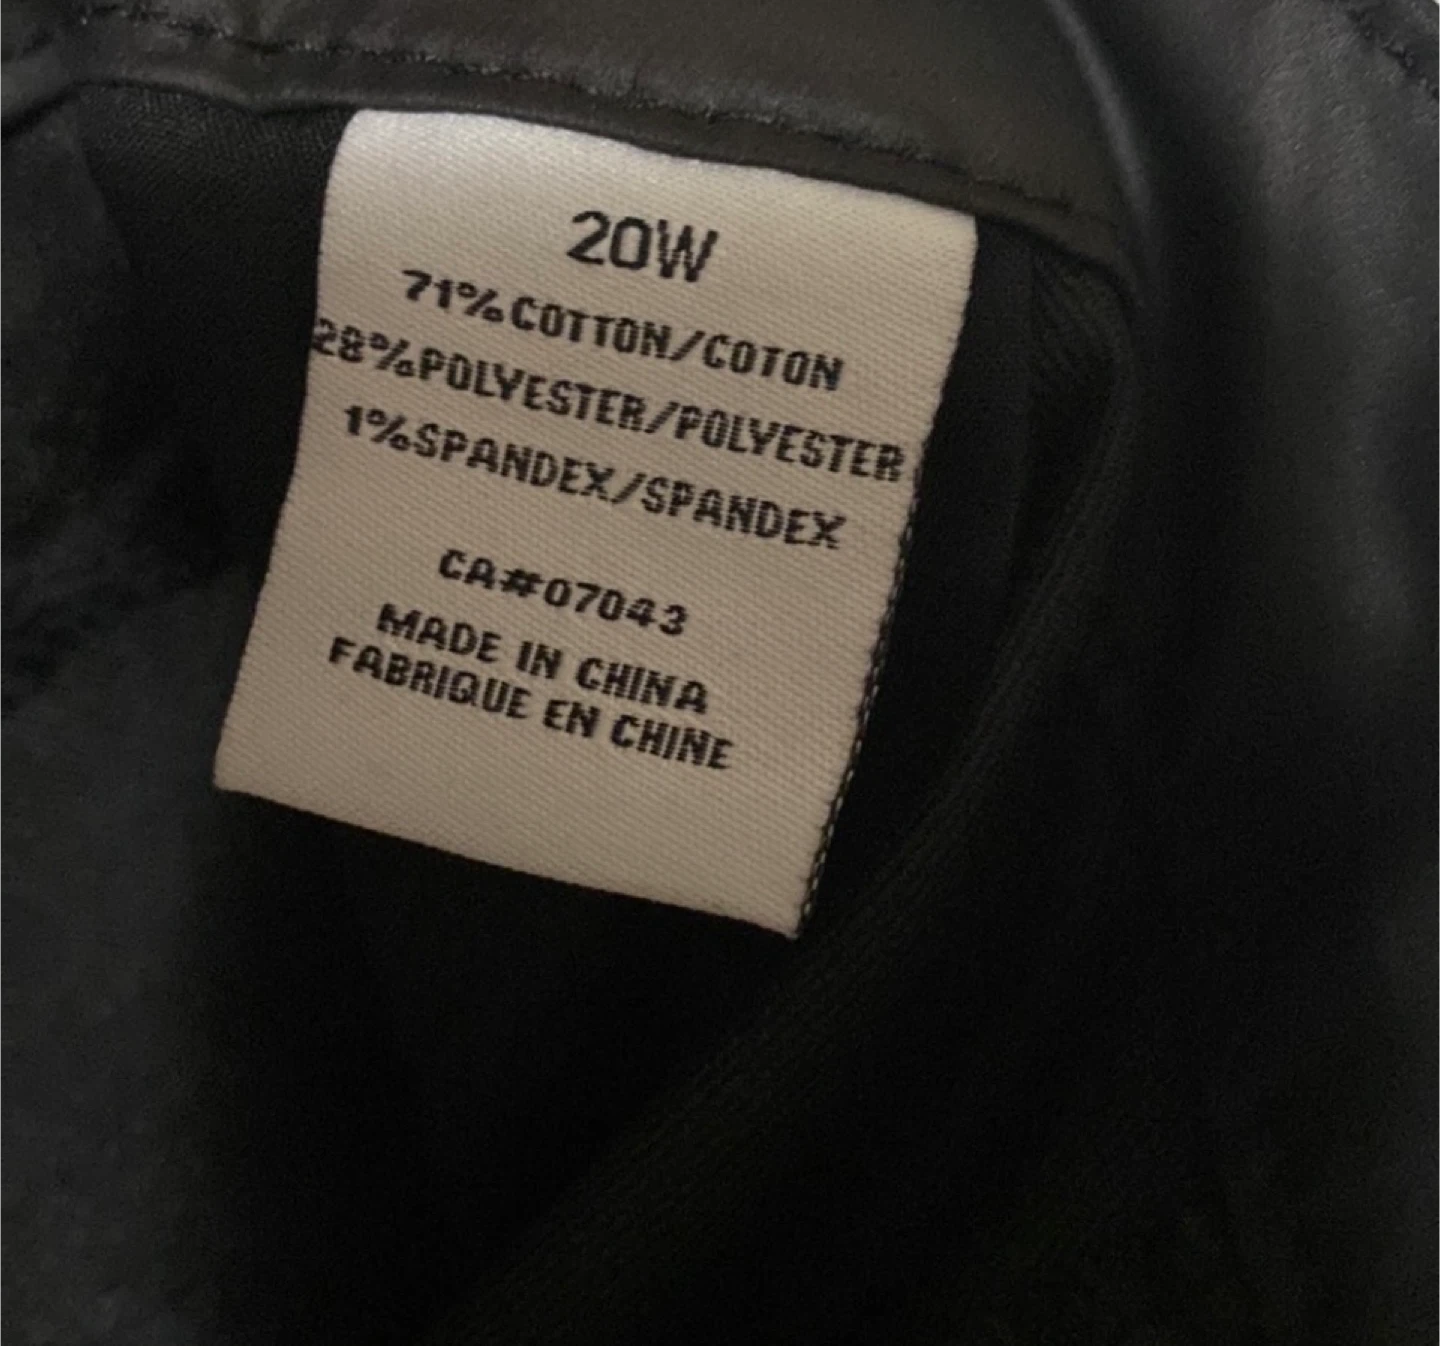 20W
71%COTTON/COTON
28%POLYESTER/POLYESTER
1%SPANDEX/SPANDEX
CA#07043
MADE IN CHINA
FABRIQUE EN CHINE